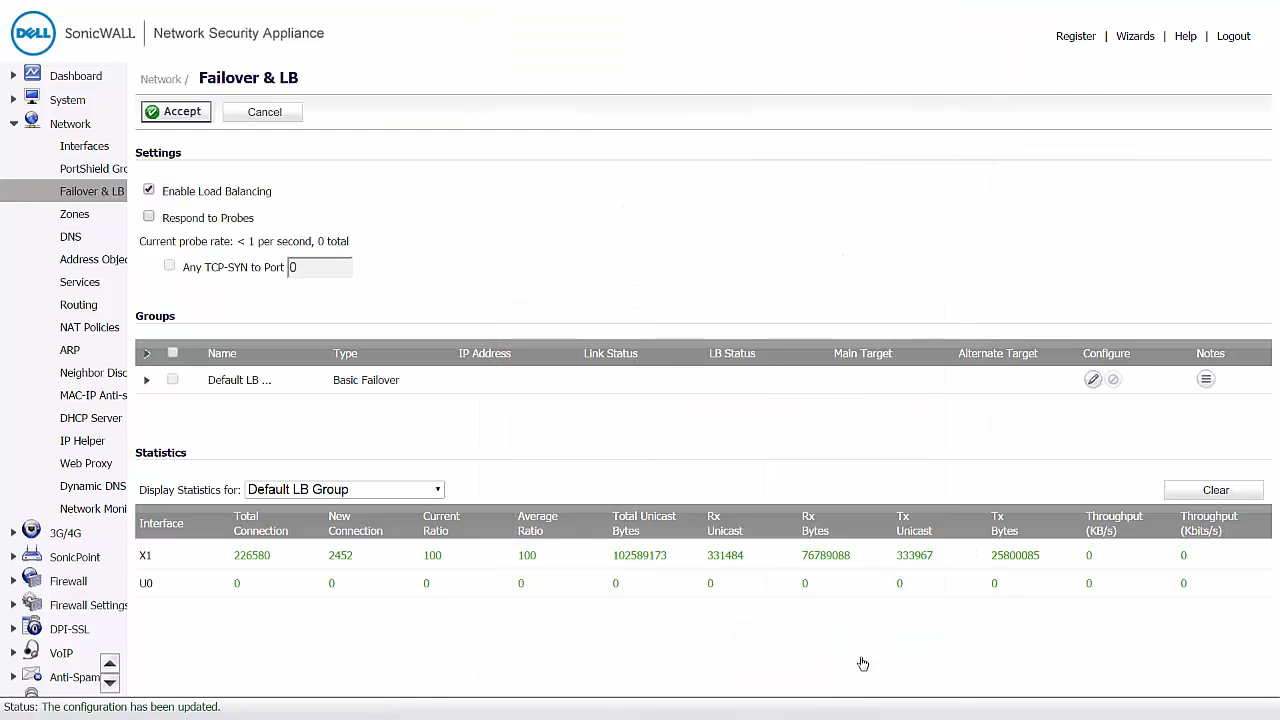 DELL SonicWALL | Network Security Appliance
Register | Wizards | Help | Logout
Dashboard
System
Network
Interfaces
PortShield Gro
Failover & LB
Zones
DNS
Address Objec
Services
Routing
NAT Policies
ARP
Neighbor Disc
MAC-IP Anti-s
DHCP Server
IP Helper
Web Proxy
Dynamic DNS
Network Moni
3G/4G
SonicPoint
Firewall
Firewall Settings
DPI-SSL
VoIP
Anti-Spam
Network / Failover & LB
Accept Cancel
Settings
Enable Load Balancing
Respond to Probes
Current probe rate: < 1 per second, 0 total
Any TCP-SYN to Port 0
Groups
Name Type IP Address Link Status LB Status Main Target Alternate Target Configure Notes
Default LB ... Basic Failover
Statistics
Display Statistics for: Default LB Group Clear
Interface Total Connection New Connection Current Ratio Average Ratio Total Unicast Bytes Rx Unicast Rx Bytes Tx Unicast Tx Bytes Throughput (KB/s) Throughput (Kbits/s)
X1 226580 2452 100 100 102589173 331484 76789088 333967 25800085 0 0
U0 0 0 0 0 0 0 0 0 0 0 0
Status: The configuration has been updated.